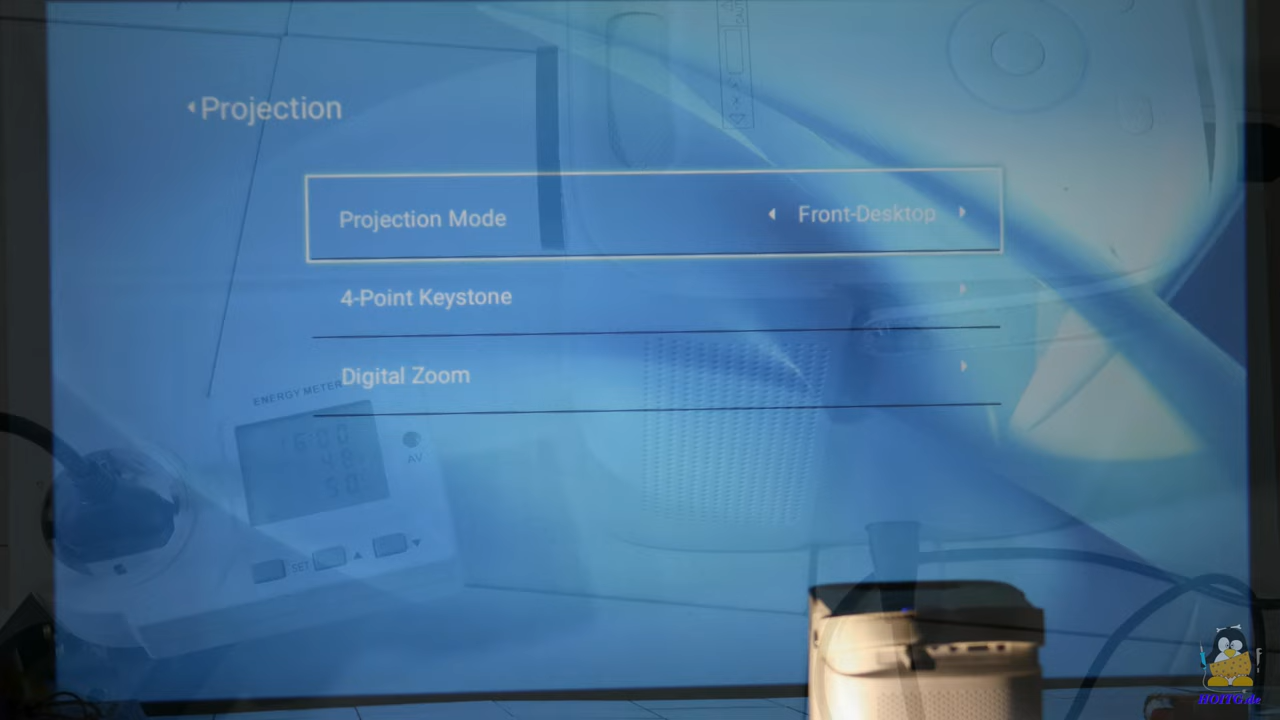 Projection
Projection Mode
Front-Desktop
4-Point Keystone
Digital Zoom
ENERGY METER
AV
SET
HOITG.de